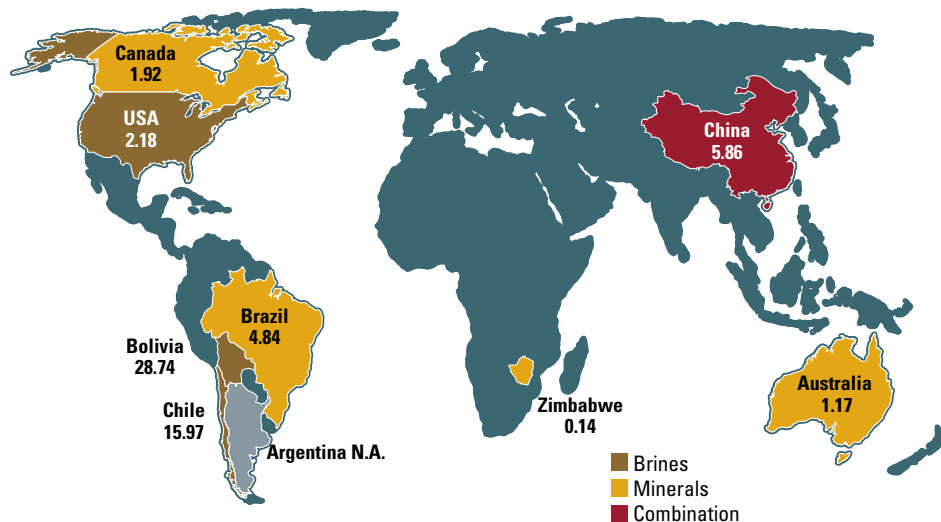 Canada
1.92
USA
2.18
China
5.86
Brazil
4.84
Bolivia
28.74
Chile
15.97
Argentina N.A.
Zimbabwe
0.14
Australia
1.17
Brines
Minerals
Combination